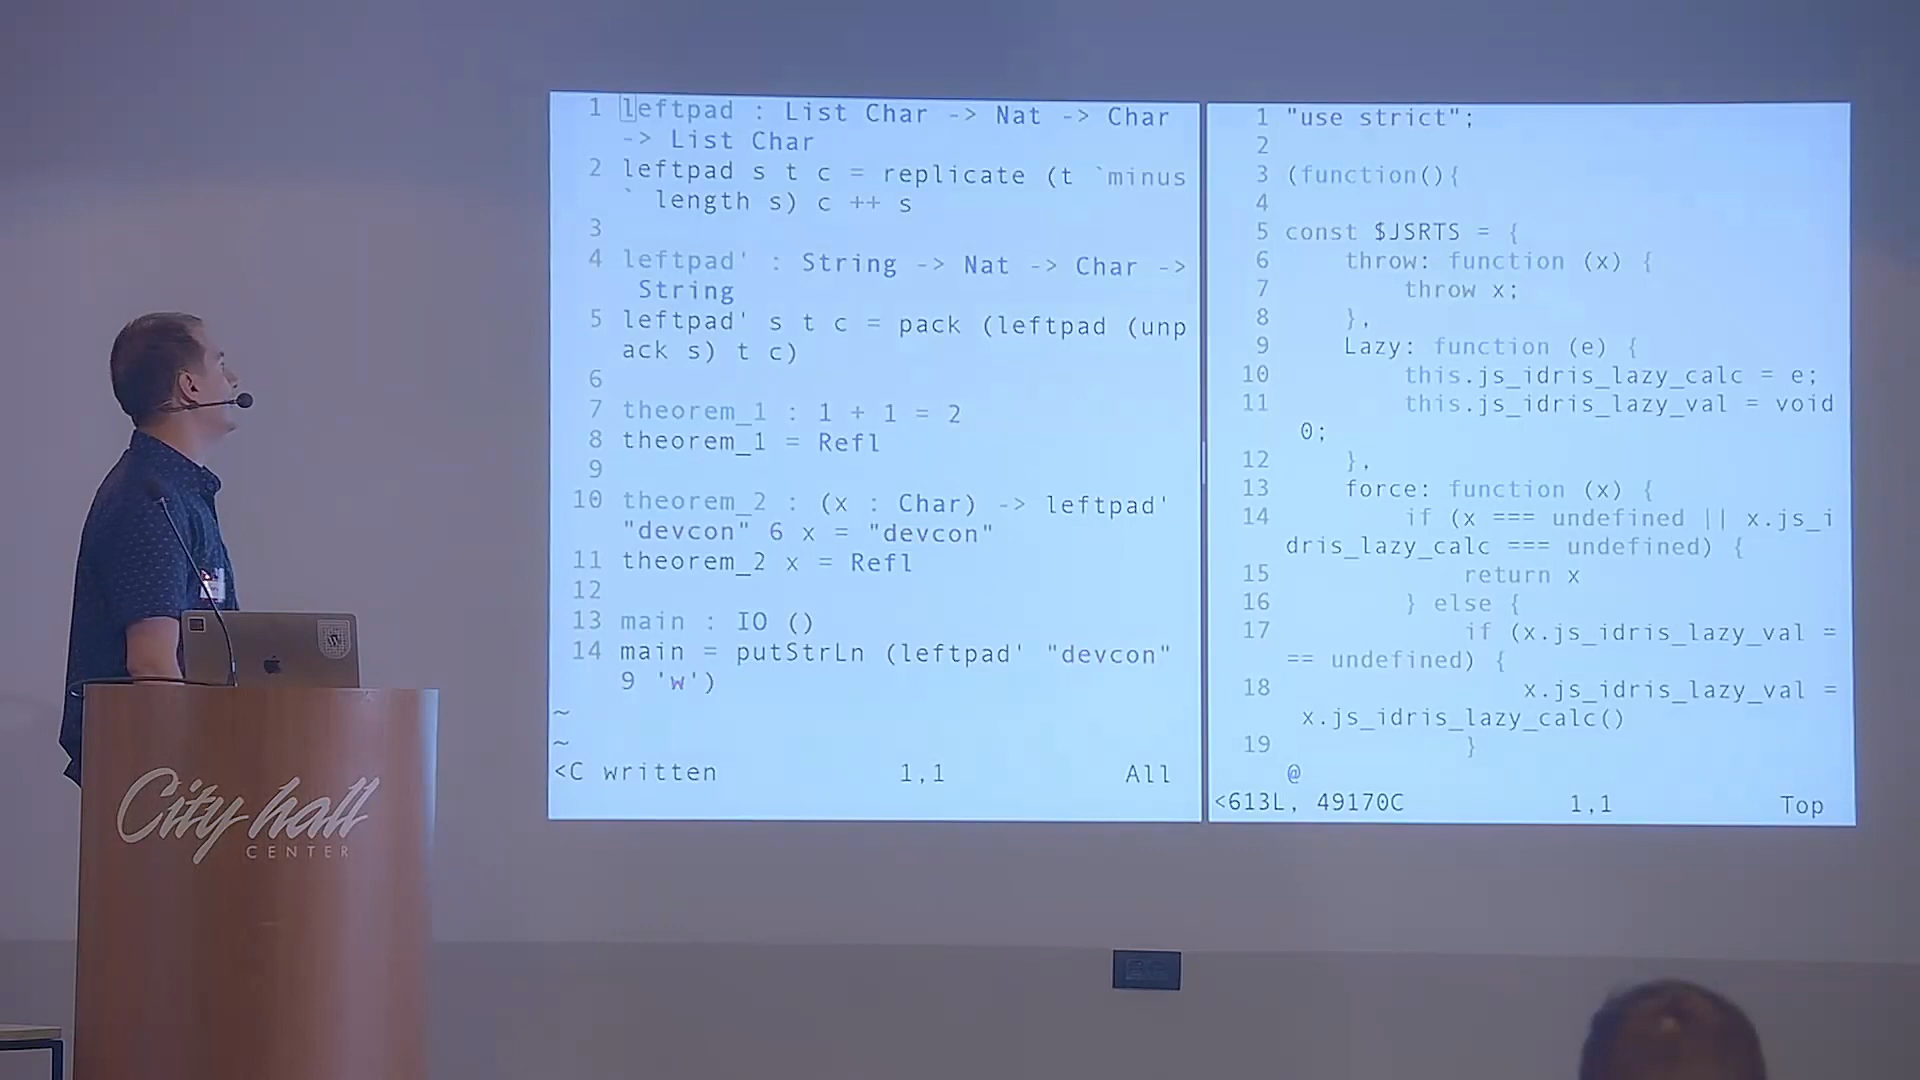 1 leftpad : List Char -> Nat -> Char
-> List Char
2 leftpad s t c = replicate (t `minus
` length s) c ++ s
3
4 leftpad' : String -> Nat -> Char ->
String
5 leftpad' s t c = pack (leftpad (unp
ack s) t c)
6
7 theorem_1 : 1 + 1 = 2
8 theorem_1 = Refl
9
10 theorem_2 : (x : Char) -> leftpad'
"devcon" 6 x = "devcon"
11 theorem_2 x = Refl
12
13 main : IO ()
14 main = putStrLn (leftpad' "devcon"
9 'w')
~
~
<C written 1,1 All
1 "use strict";
2
3 (function(){
4
5 const $JSRTS = {
6 throw: function (x) {
7 throw x;
8 },
9 Lazy: function (e) {
10 this.js_idris_lazy_calc = e;
11 this.js_idris_lazy_val = void
0;
12 },
13 force: function (x) {
14 if (x === undefined || x.js_i
dris_lazy_calc === undefined) {
15 return x
16 } else {
17 if (x.js_idris_lazy_val =
== undefined) {
18 x.js_idris_lazy_val =
x.js_idris_lazy_calc()
19 }
@
<613L, 49170C 1,1 Top
City hall
CENTER